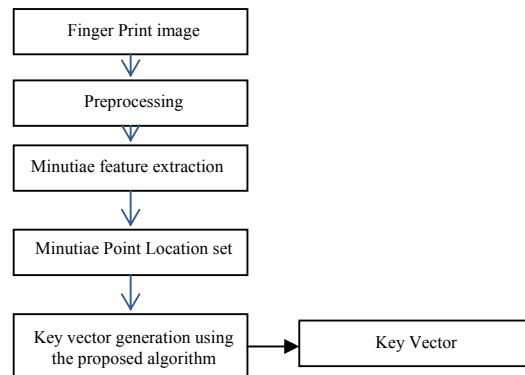 Finger Print image
Preprocessing
Minutiae feature extraction
Minutiae Point Location set
Key vector generation using
the proposed algorithm
Key Vector